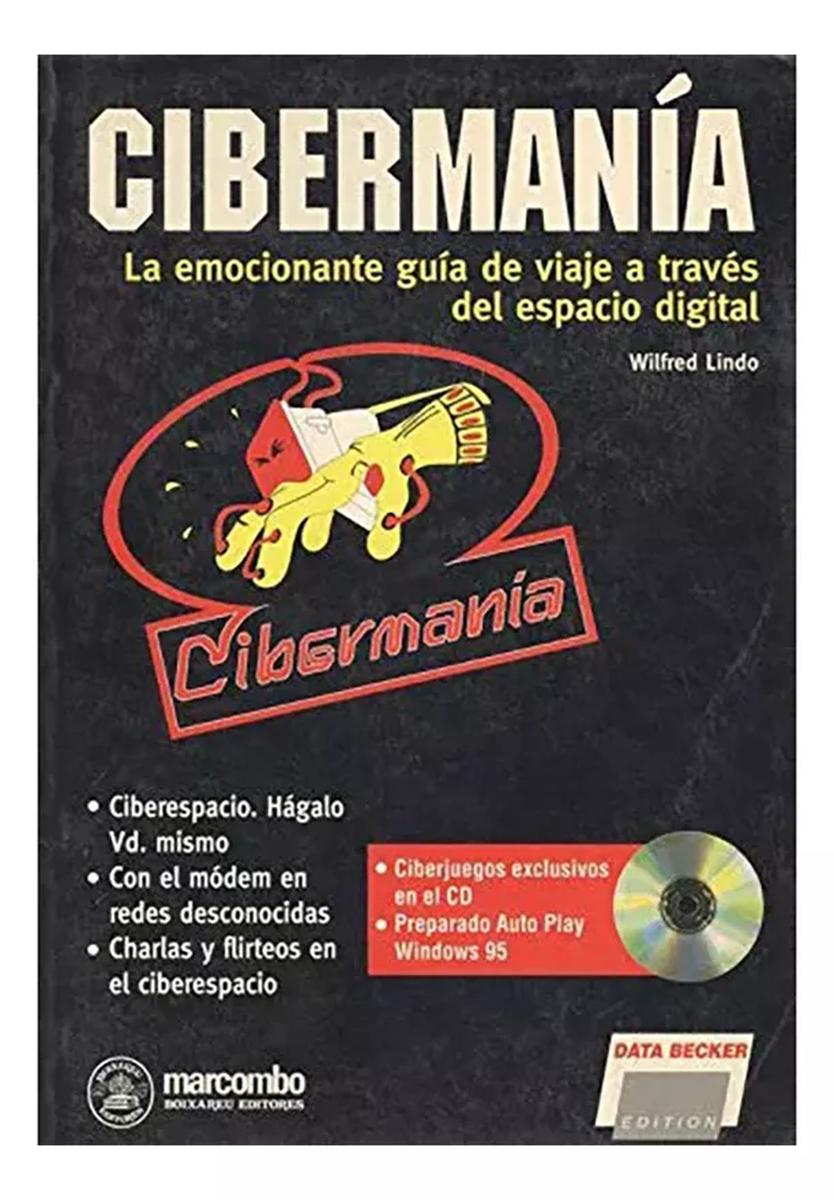 CIBERMANÍA
La emocionante guía de viaje a través
del espacio digital
Wilfred Lindo
Cibermanía
• Ciberespacio. Hágalo
Vd. mismo
• Con el módem en
redes desconocidas
• Charlas y flirteos en
el ciberespacio
• Ciberjuegos exclusivos
en el CD
• Preparado Auto Play
Windows 95
marcombo
BOIXAREU EDITORES
DATA BECKER
EDITION